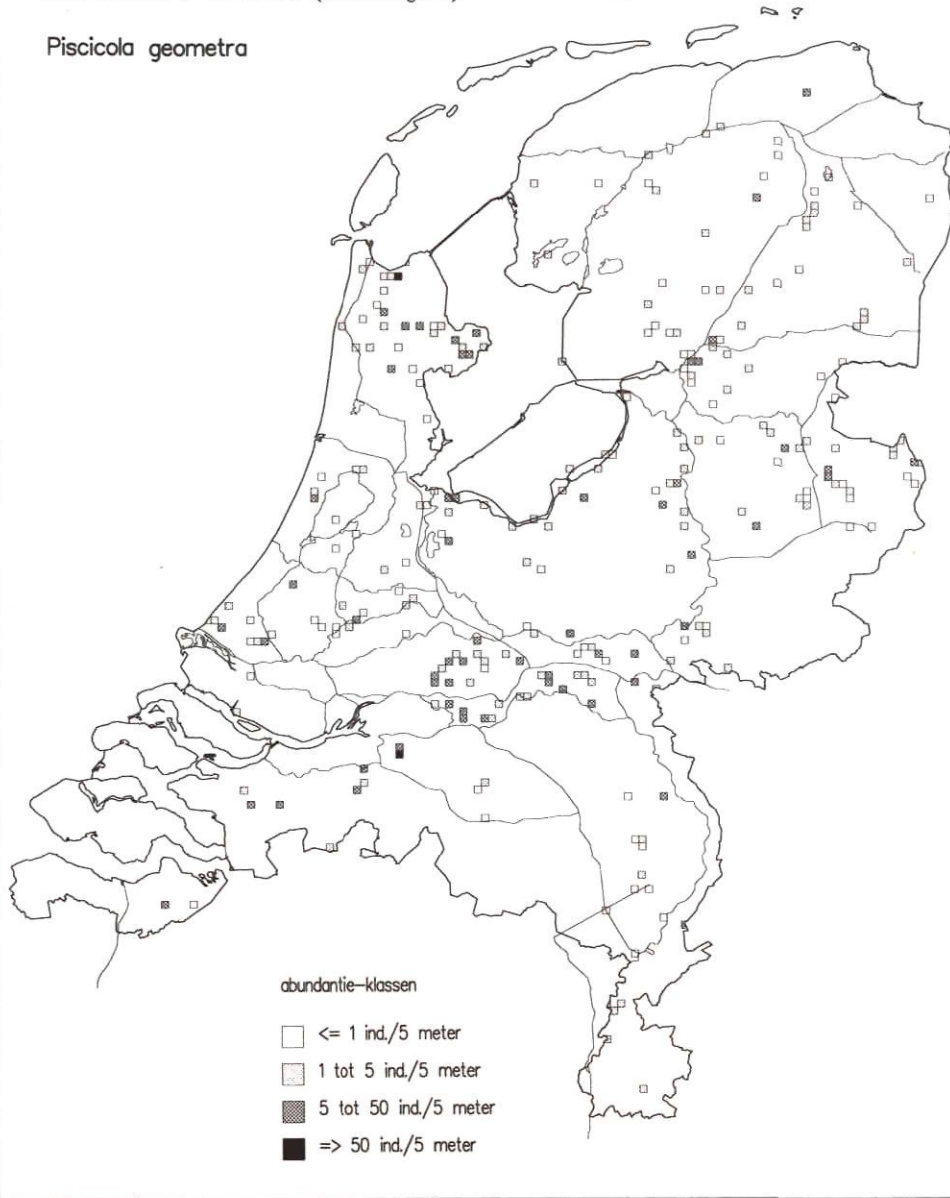 Piscicola geometra
abundantie-klassen
<= 1 ind./5 meter
1 tot 5 ind./5 meter
5 tot 50 ind./5 meter
=> 50 ind./5 meter